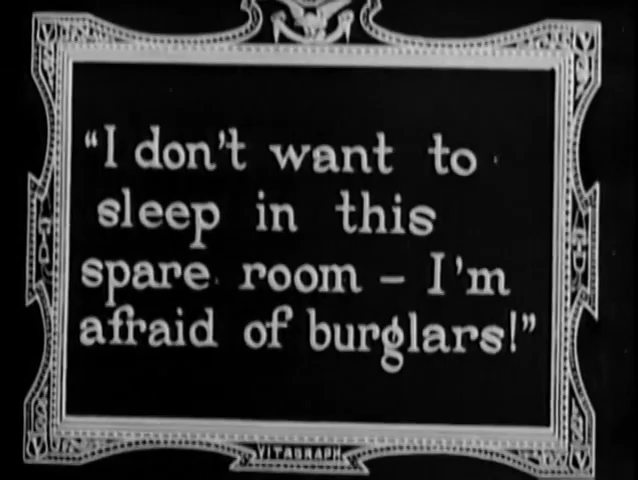 “I don't want to
sleep in this
spare room – I'm
afraid of burglars!”
VITAGRAPH